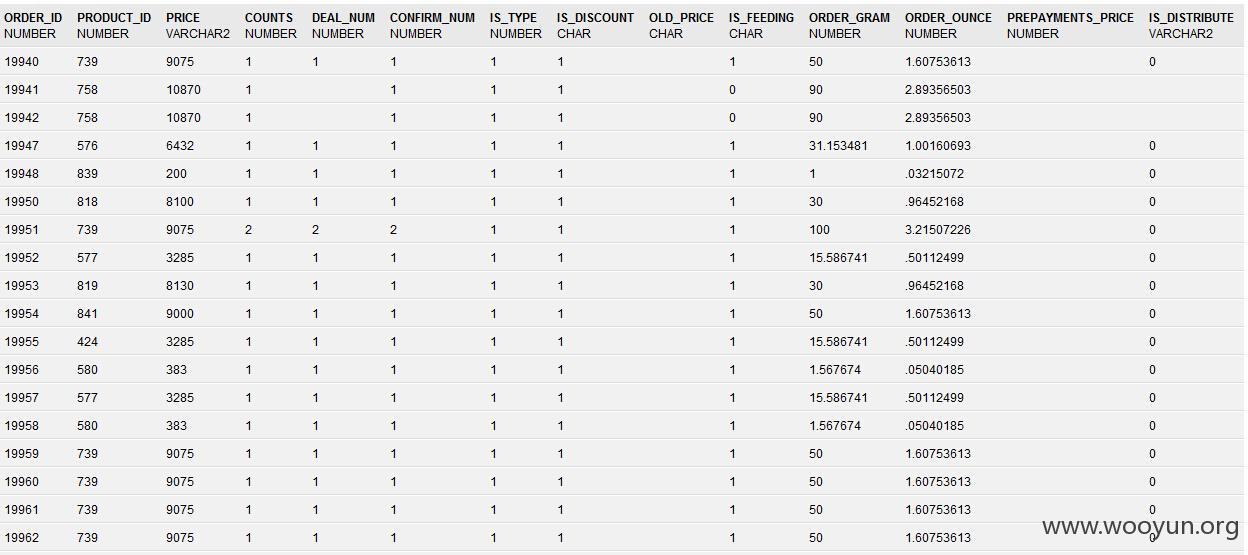 ORDER_ID PRODUCT_ID PRICE COUNTS DEAL_NUM CONFIRM_NUM IS_TYPE IS_DISCOUNT OLD_PRICE IS_FEEDING ORDER_GRAM ORDER_OUNCE PREPAYMENTS_PRICE IS_DISTRIBUTE
NUMBER NUMBER VARCHAR2 NUMBER NUMBER NUMBER NUMBER CHAR CHAR CHAR NUMBER NUMBER NUMBER VARCHAR2
19940 739 9075 1 1 1 1 1 1 50 1.60753613 0
19941 758 10870 1 1 1 1 0 90 2.89356503
19942 758 10870 1 1 1 1 0 90 2.89356503
19947 576 6432 1 1 1 1 1 1 31.153481 1.00160693 0
19948 839 200 1 1 1 1 1 1 1 .03215072 0
19950 818 8100 1 1 1 1 1 1 30 .96452168 0
19951 739 9075 2 2 2 1 1 1 100 3.21507226 0
19952 577 3285 1 1 1 1 1 1 15.586741 .50112499 0
19953 819 8130 1 1 1 1 1 1 30 .96452168 0
19954 841 9000 1 1 1 1 1 1 50 1.60753613 0
19955 424 3285 1 1 1 1 1 1 15.586741 .50112499 0
19956 580 383 1 1 1 1 1 1 1.567674 .05040185 0
19957 577 3285 1 1 1 1 1 1 15.586741 .50112499 0
19958 580 383 1 1 1 1 1 1 1.567674 .05040185 0
19959 739 9075 1 1 1 1 1 1 50 1.60753613 0
19960 739 9075 1 1 1 1 1 1 50 1.60753613 0
19961 739 9075 1 1 1 1 1 1 50 1.60753613 0
19962 739 9075 1 1 1 1 1 1 50 1.60753613 0
www.wooyun.org